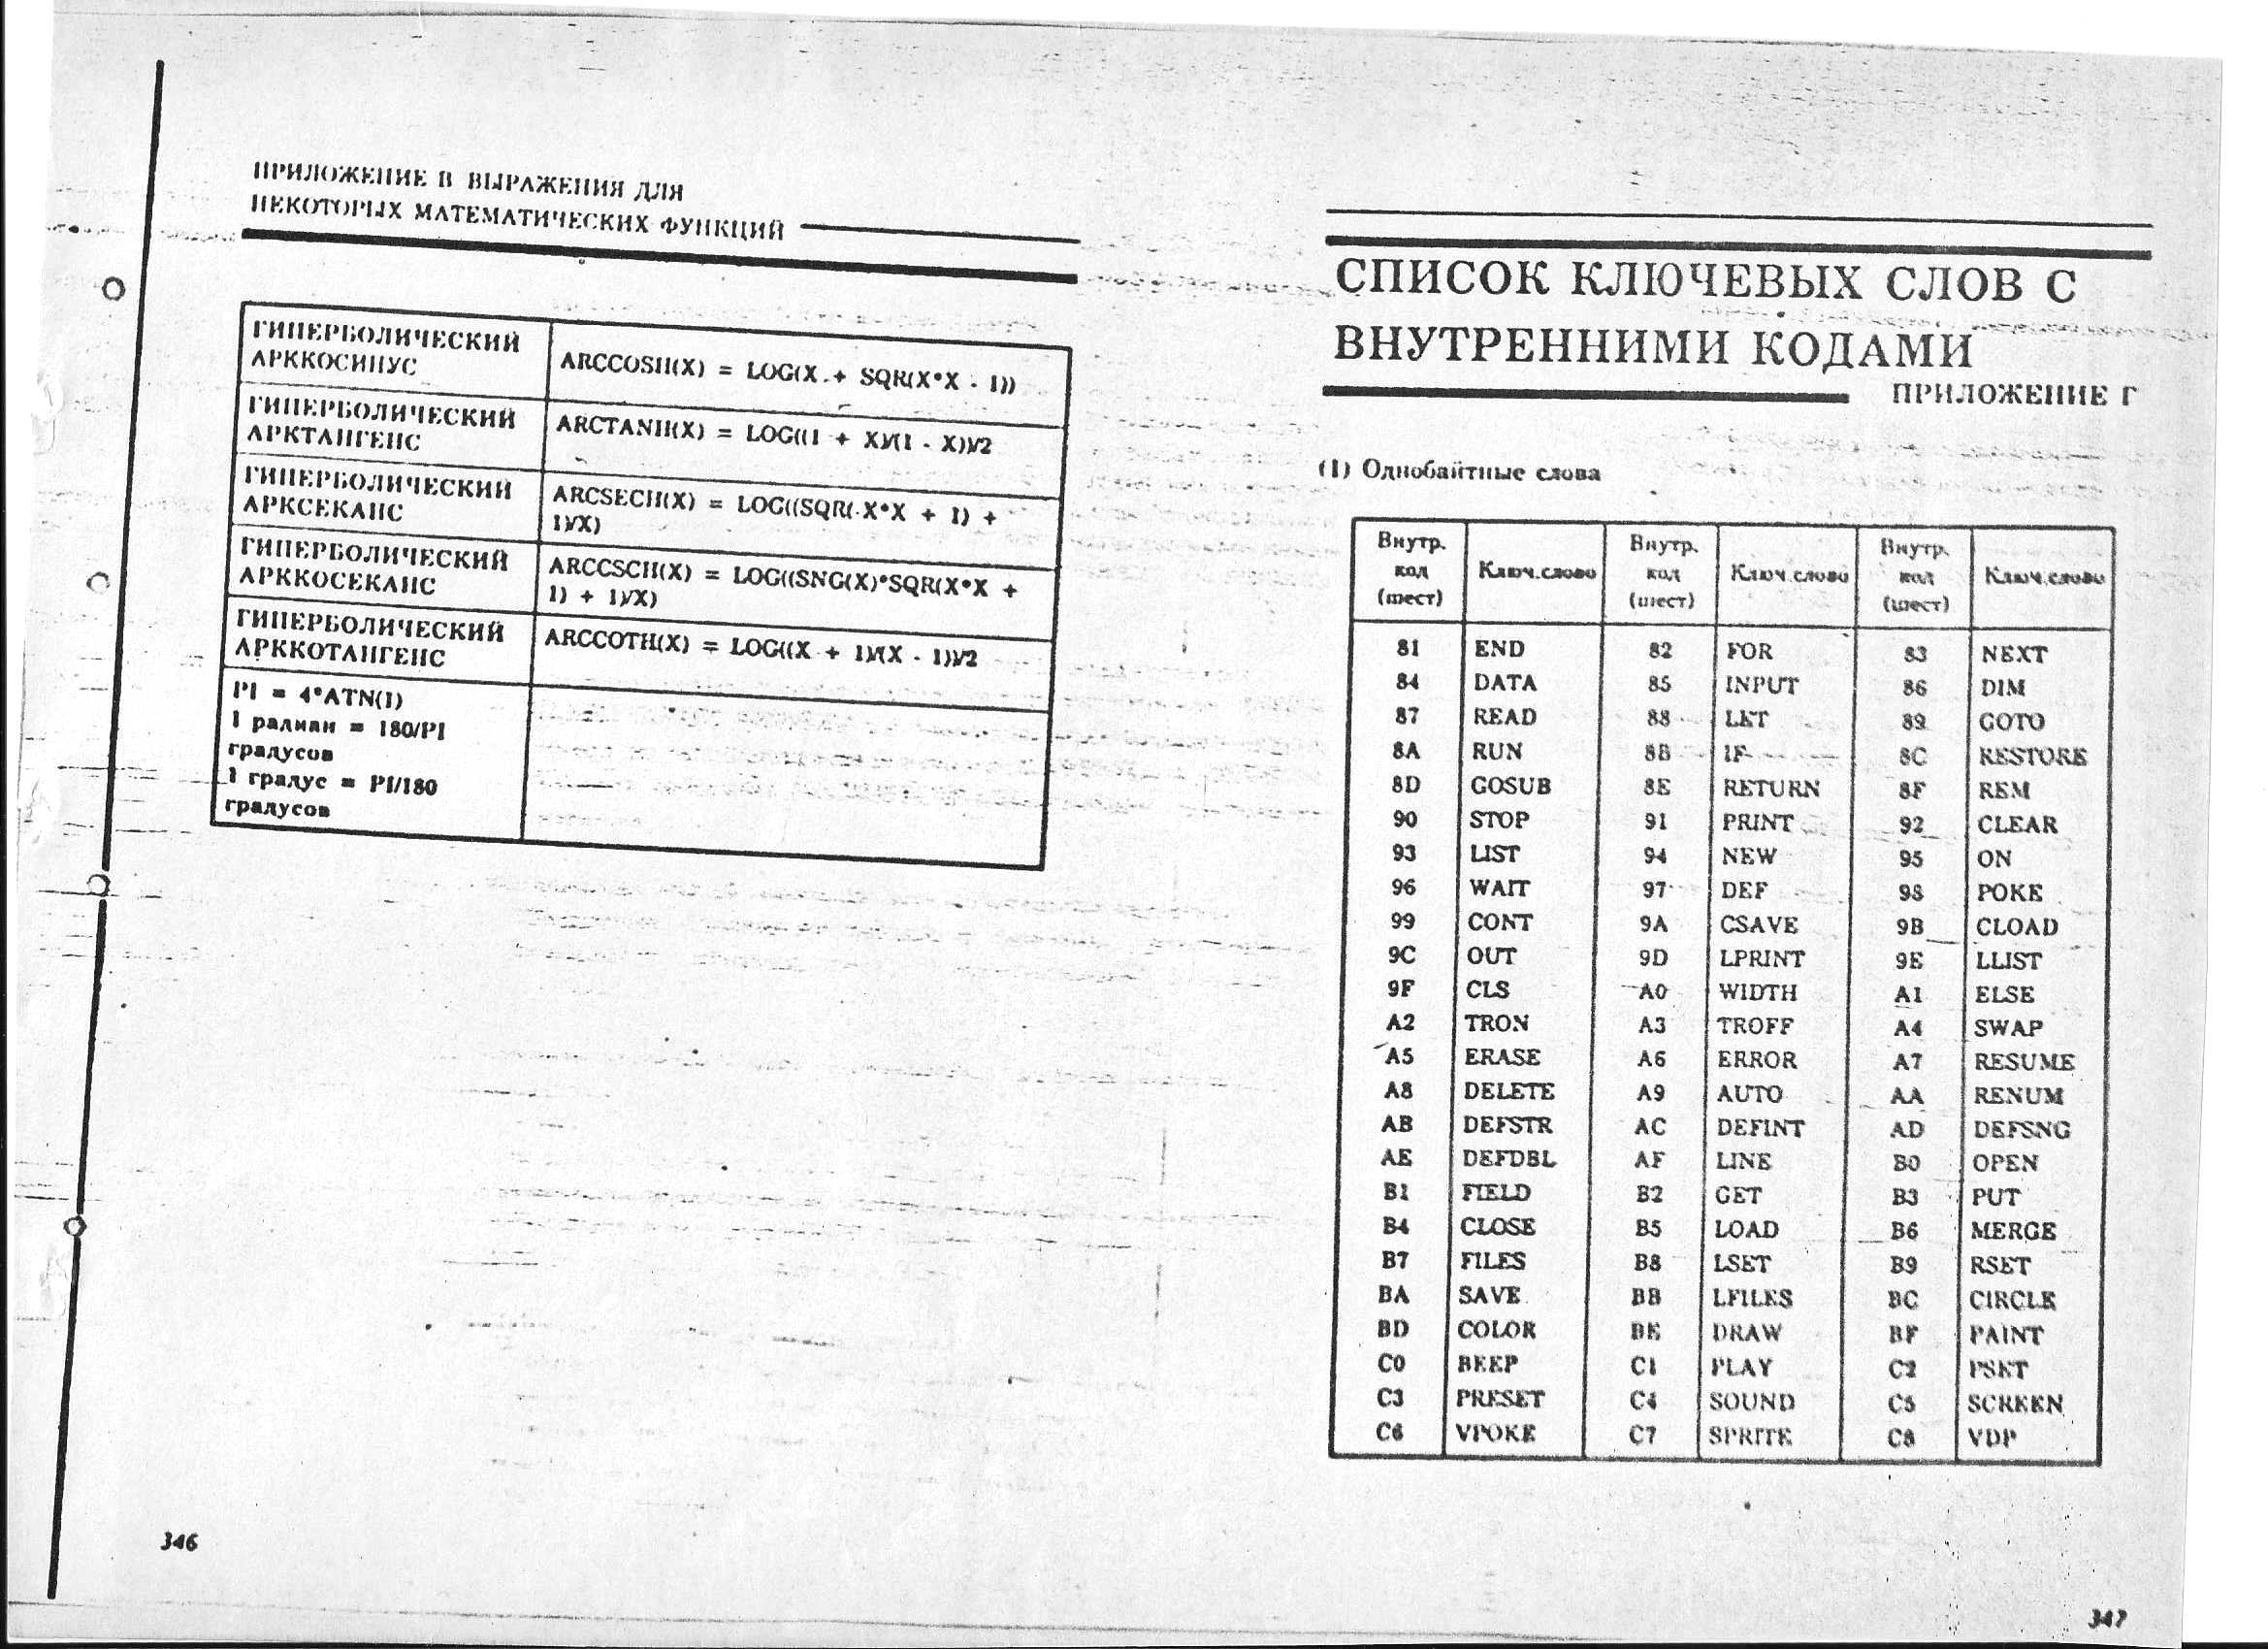 ПРИЛОЖЕНИЕ В ВЫРАЖЕНИЯ ДЛЯ
НЕКОТОРЫХ МАТЕМАТИЧЕСКИХ ФУНКЦИЙ
ГИПЕРБОЛИЧЕСКИЙ
АРККОСИНУС
ARCCOSH(X) = LOG(X + SQR(X*X - 1))
ГИПЕРБОЛИЧЕСКИЙ
АРКТАНГЕНС
ARCTANH(X) = LOG((1 + X)/(1 - X))/2
ГИПЕРБОЛИЧЕСКИЙ
АРКСЕКАНС
ARCSECH(X) = LOG((SQR(-X*X + 1) +
1)/X)
ГИПЕРБОЛИЧЕСКИЙ
АРККОСЕКАНС
ARCCSCH(X) = LOG((SNG(X)*SQR(X*X +
1) + 1)/X)
ГИПЕРБОЛИЧЕСКИЙ
АРККОТАНГЕНС
ARCCOTH(X) = LOG((X + 1)/(X - 1))/2
PI = 4*ATN(1)
1 радиан = 180/PI
градусов
1 градус = PI/180
градусов
346
СПИСОК КЛЮЧЕВЫХ СЛОВ С
ВНУТРЕННИМИ КОДАМИ
ПРИЛОЖЕНИЕ Г
(1) Однобайтные слова
Внутр. код (шест) Ключ.слово Внутр. код (шест) Ключ.слово Внутр. код (шест) Ключ.слово
81 END 82 FOR 83 NEXT
84 DATA 85 INPUT 86 DIM
87 READ 88 LET 89 GOTO
8A RUN 8B IF 8C RESTORE
8D GOSUB 8E RETURN 8F REM
90 STOP 91 PRINT 92 CLEAR
93 LIST 94 NEW 95 ON
96 WAIT 97 DEF 98 POKE
99 CONT 9A CSAVE 9B CLOAD
9C OUT 9D LPRINT 9E LLIST
9F CLS A0 WIDTH A1 ELSE
A2 TRON A3 TROFF A4 SWAP
A5 ERASE A6 ERROR A7 RESUME
A8 DELETE A9 AUTO AA RENUM
AB DEFSTR AC DEFINT AD DEFSNG
AE DEFDBL AF LINE B0 OPEN
B1 FIELD B2 GET B3 PUT
B4 CLOSE B5 LOAD B6 MERGE
B7 FILES B8 LSET B9 RSET
BA SAVE BB LFILES BC CIRCLE
BD COLOR BE DRAW BF PAINT
C0 BEEP C1 PLAY C2 PSET
C3 PRESET C4 SOUND C5 SCREEN
C6 VPOKE C7 SPRITE C8 VDP
347